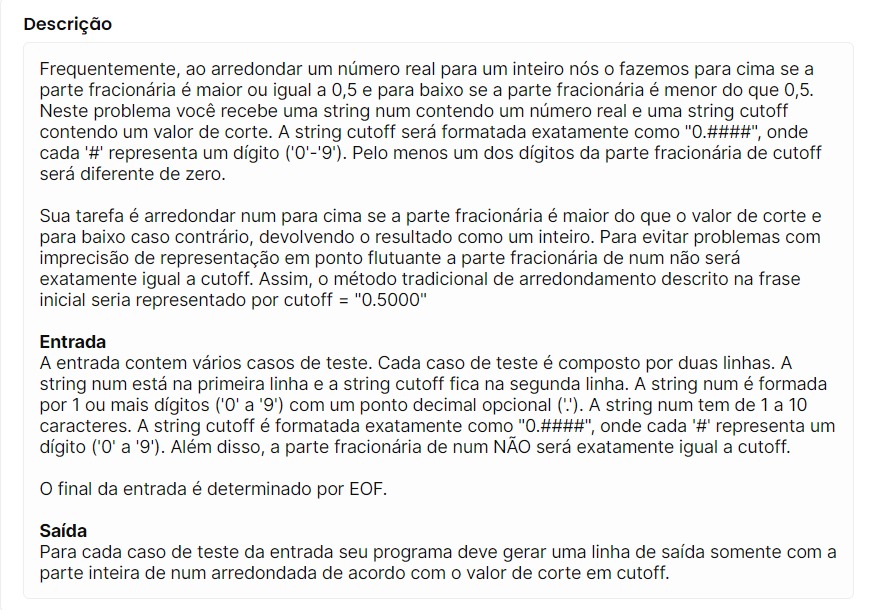 Descrição
Frequentemente, ao arredondar um número real para um inteiro nós o fazemos para cima se a
parte fracionária é maior ou igual a 0,5 e para baixo se a parte fracionária é menor do que 0,5.
Neste problema você recebe uma string num contendo um número real e uma string cutoff
contendo um valor de corte. A string cutoff será formatada exatamente como "0.####", onde
cada '#' representa um dígito ('0'-'9'). Pelo menos um dos dígitos da parte fracionária de cutoff
será diferente de zero.
Sua tarefa é arredondar num para cima se a parte fracionária é maior do que o valor de corte e
para baixo caso contrário, devolvendo o resultado como um inteiro. Para evitar problemas com
imprecisão de representação em ponto flutuante a parte fracionária de num não será
exatamente igual a cutoff. Assim, o método tradicional de arredondamento descrito na frase
inicial seria representado por cutoff = "0.5000"
Entrada
A entrada contem vários casos de teste. Cada caso de teste é composto por duas linhas. A
string num está na primeira linha e a string cutoff fica na segunda linha. A string num é formada
por 1 ou mais dígitos ('0' a '9') com um ponto decimal opcional ('.'). A string num tem de 1 a 10
caracteres. A string cutoff é formatada exatamente como "0.####", onde cada '#' representa um
dígito ('0' a '9'). Além disso, a parte fracionária de num NÃO será exatamente igual a cutoff.
O final da entrada é determinado por EOF.
Saída
Para cada caso de teste da entrada seu programa deve gerar uma linha de saída somente com a
parte inteira de num arredondada de acordo com o valor de corte em cutoff.